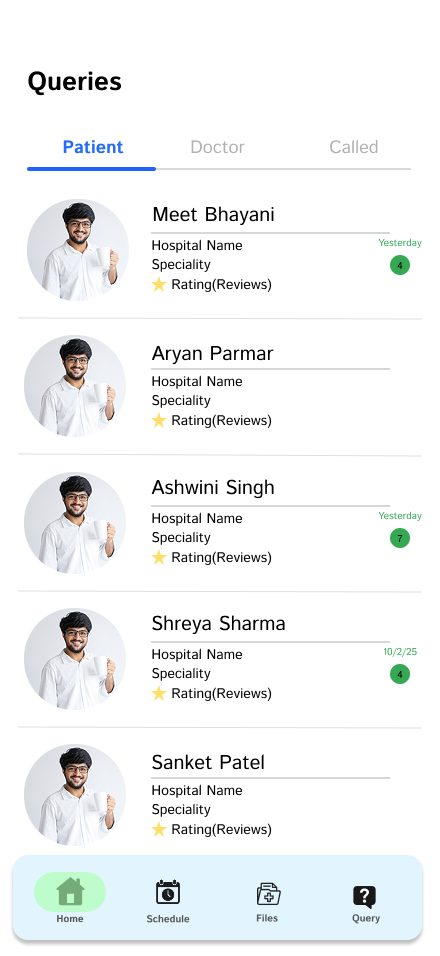 Queries
Patient Doctor Called
Meet Bhayani
Hospital Name
Yesterday
Speciality
4
Rating(Reviews)
Aryan Parmar
Hospital Name
Speciality
Rating(Reviews)
Ashwini Singh
Hospital Name
Yesterday
Speciality
7
Rating(Reviews)
Shreya Sharma
Hospital Name
10/2/25
Speciality
4
Rating(Reviews)
Sanket Patel
Hospital Name
Speciality
Rating(Reviews)
?
Home Schedule Files Query